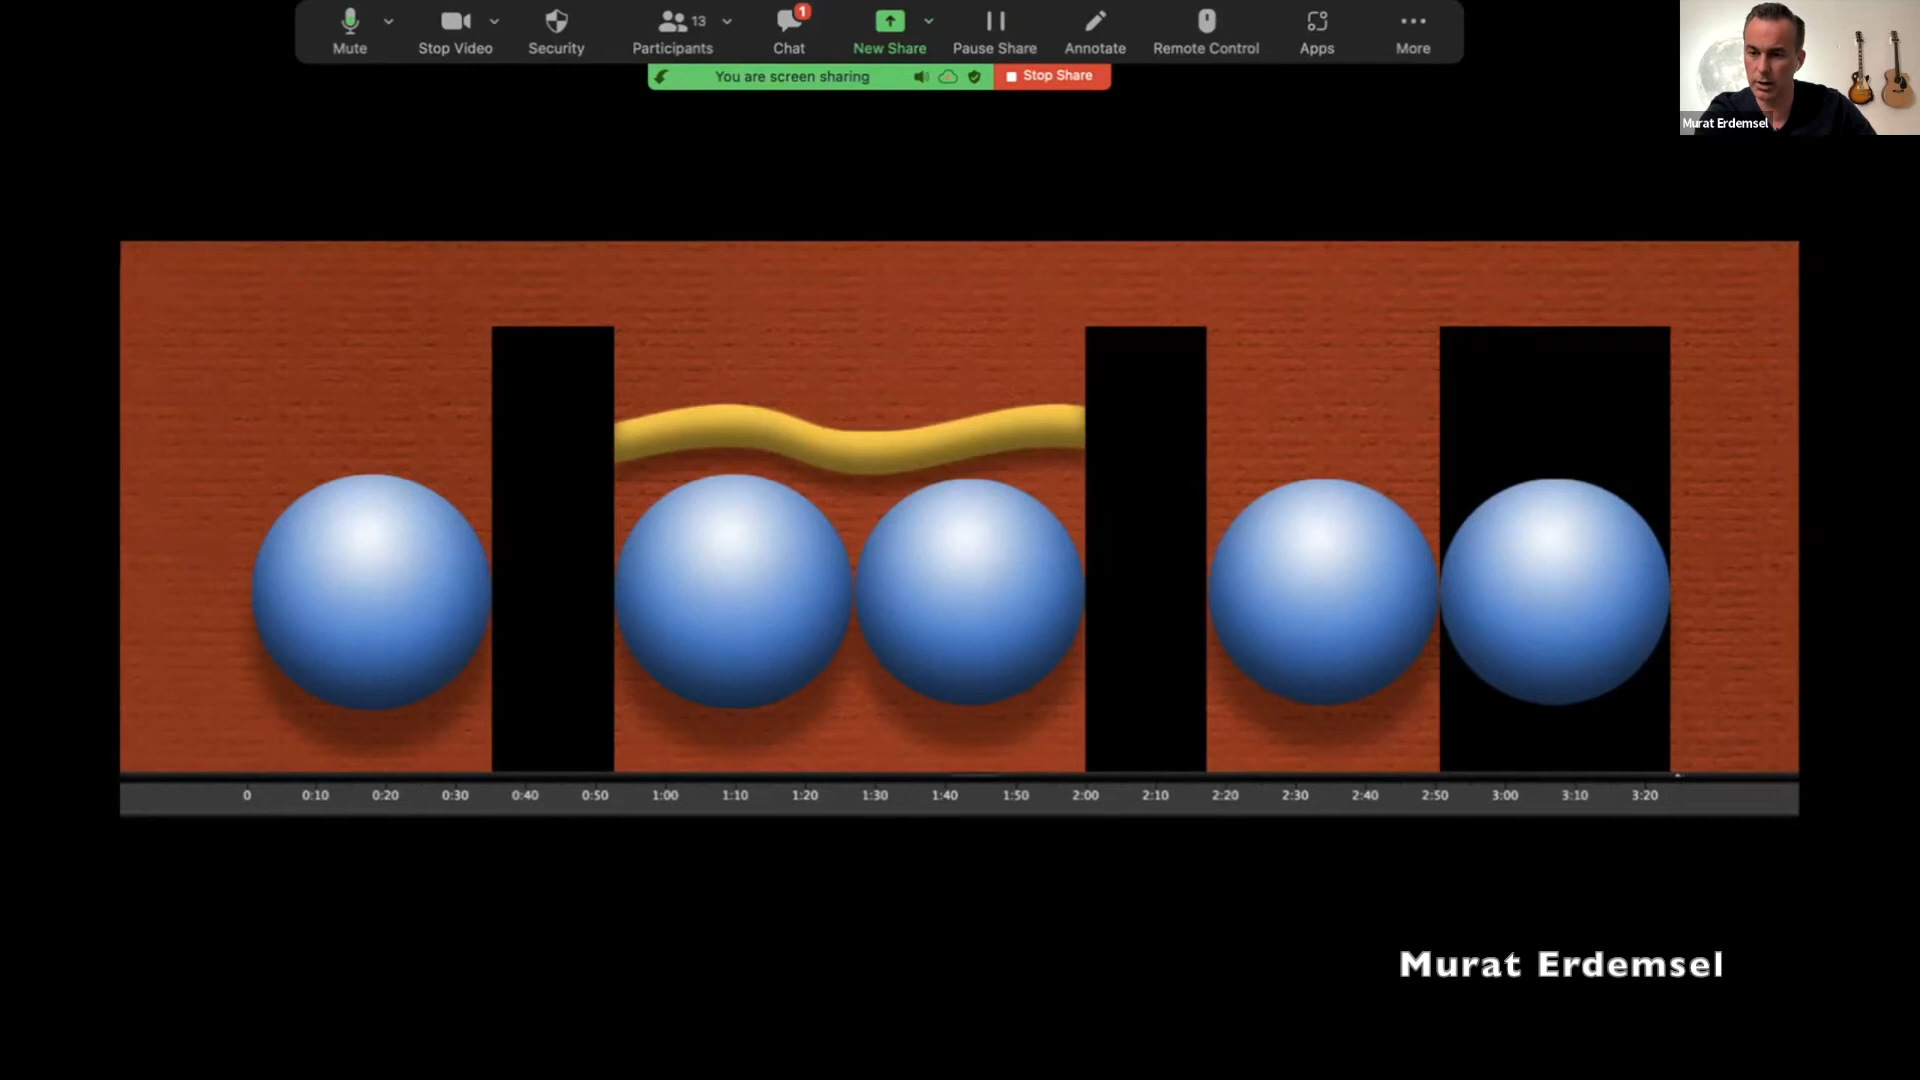 Mute
Stop Video
Security
Participants 13
Chat 1
New Share
Pause Share
Annotate
Remote Control
Apps
More
You are screen sharing
Stop Share
Murat Erdemsel
0 0:10 0:20 0:30 0:40 0:50 1:00 1:10 1:20 1:30 1:40 1:50 2:00 2:10 2:20 2:30 2:40 2:50 3:00 3:10 3:20
Murat Erdemsel